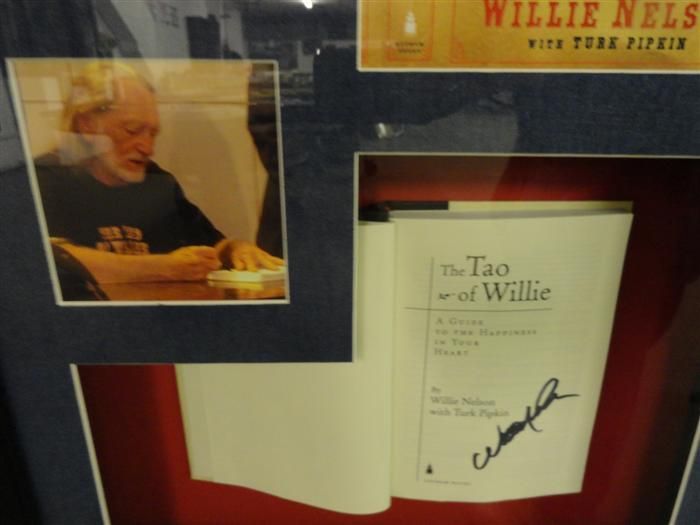 WILLIE NELS
WITH TURK PIPKIN
The Tao
of Willie
A GUIDE
TO THE HAPPINESS
IN YOUR
HEART
By
Willie Nelson
with Turk Pipkin